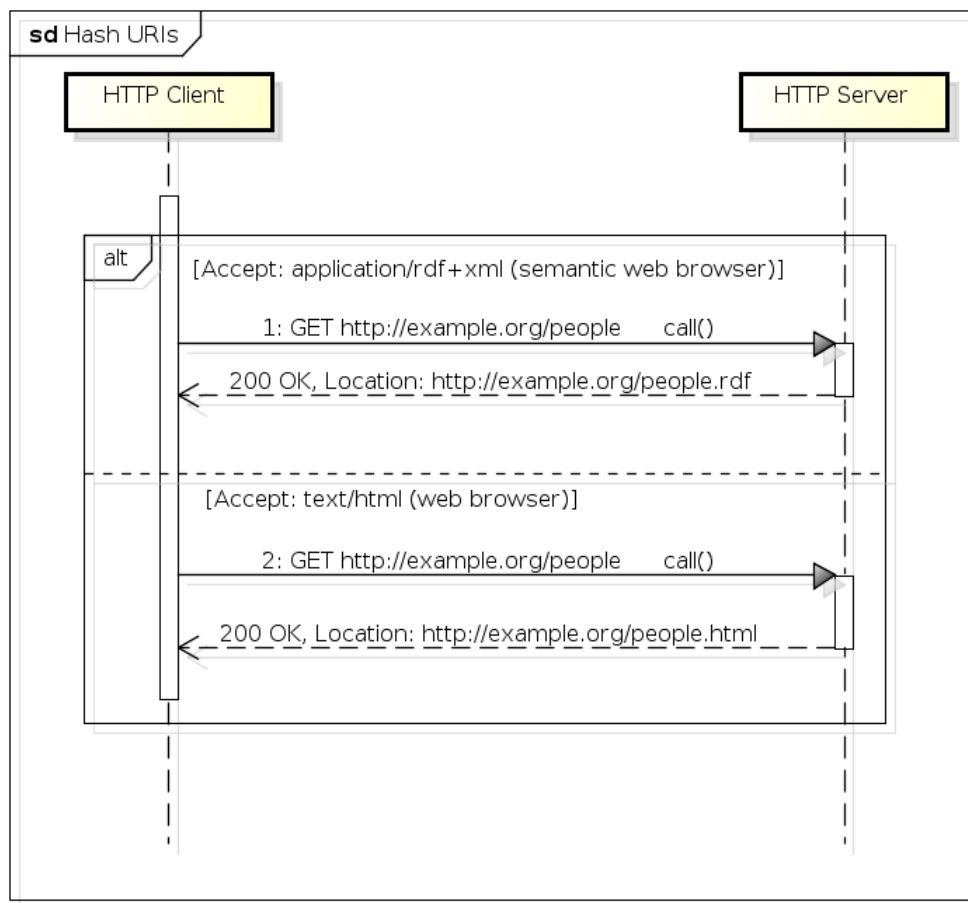 sd Hash URIs
HTTP Client
HTTP Server
alt
[Accept: application/rdf+xml (semantic web browser)]
1: GET http://example.org/people call()
200 OK, Location: http://example.org/people.rdf
[Accept: text/html (web browser)]
2: GET http://example.org/people call()
200 OK, Location: http://example.org/people.html